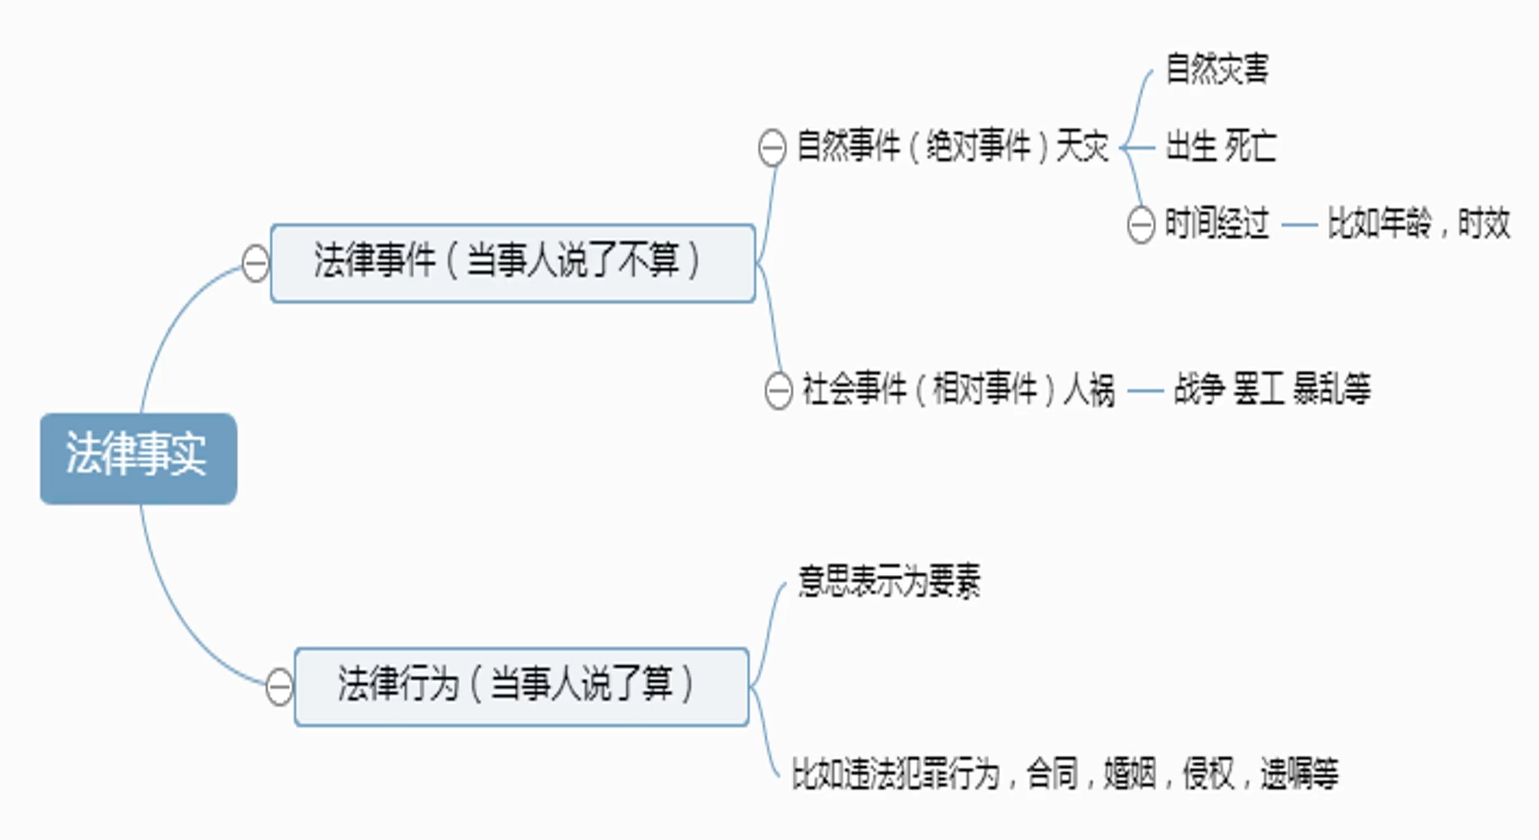 法律事实
法律事件（当事人说了不算）
自然事件（绝对事件）天灾
自然灾害
出生 死亡
时间经过
比如年龄，时效
社会事件（相对事件）人祸
战争 罢工 暴乱等
法律行为（当事人说了算）
意思表示为要素
比如违法犯罪行为，合同，婚姻，侵权，遗嘱等